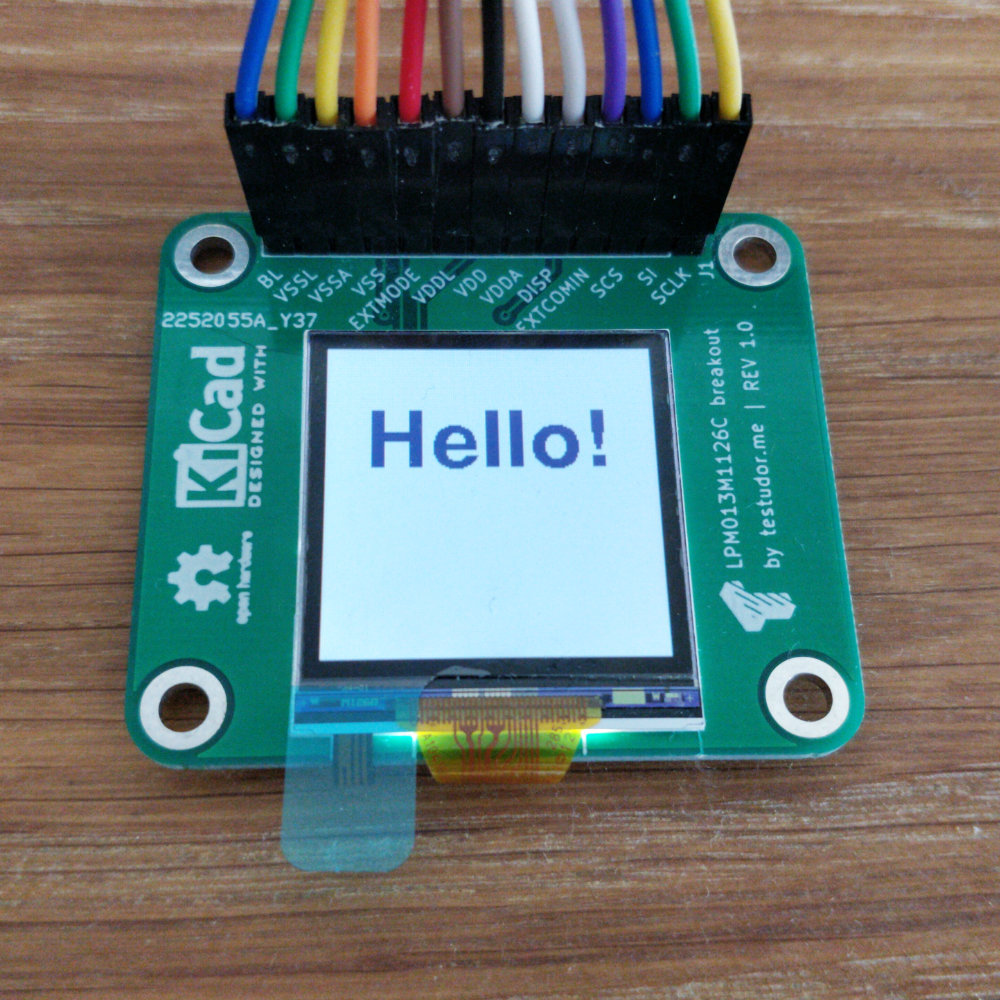 BL
VSSL
VSSA
VSS
EXTMODE
VDDL
VDD
VDDA
DISP
EXTCOMIN
SCS
SI
SCLK
J1
2252055A_Y37
Hello!
DESIGNED WITH
KiCad
open hardware
LPM013M1126C breakout
by testudor.me | REV 1.0